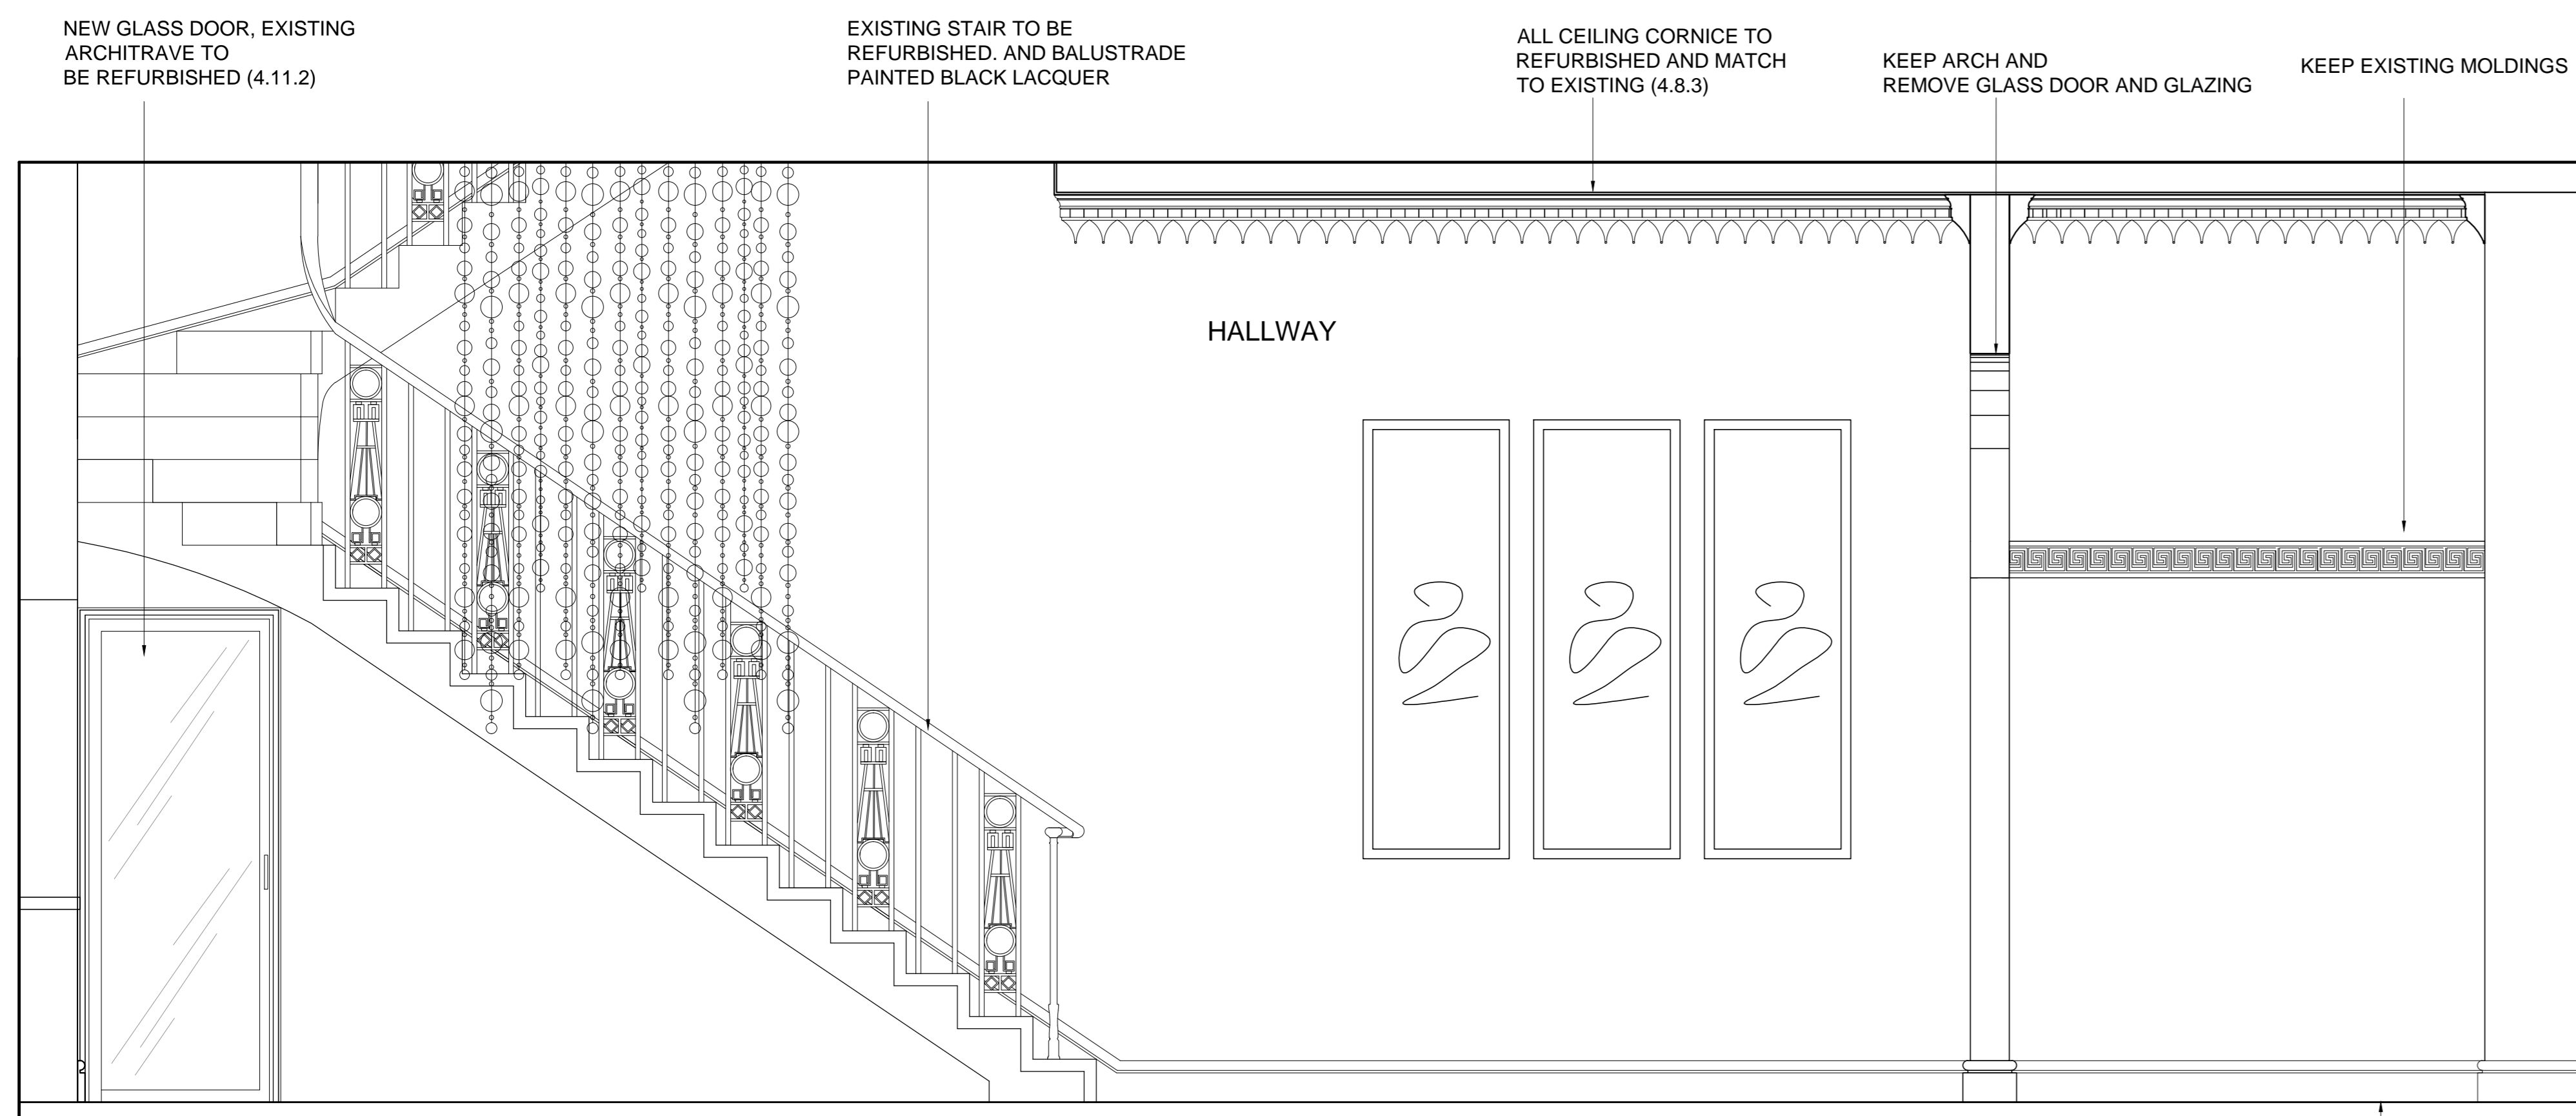 NEW GLASS DOOR, EXISTING
ARCHITRAVE TO
BE REFURBISHED (4.11.2)
EXISTING STAIR TO BE
REFURBISHED. AND BALUSTRADE
PAINTED BLACK LACQUER
ALL CEILING CORNICE TO
REFURBISHED AND MATCH
TO EXISTING (4.8.3)
KEEP ARCH AND
REMOVE GLASS DOOR AND GLAZING
KEEP EXISTING MOLDINGS
HALLWAY